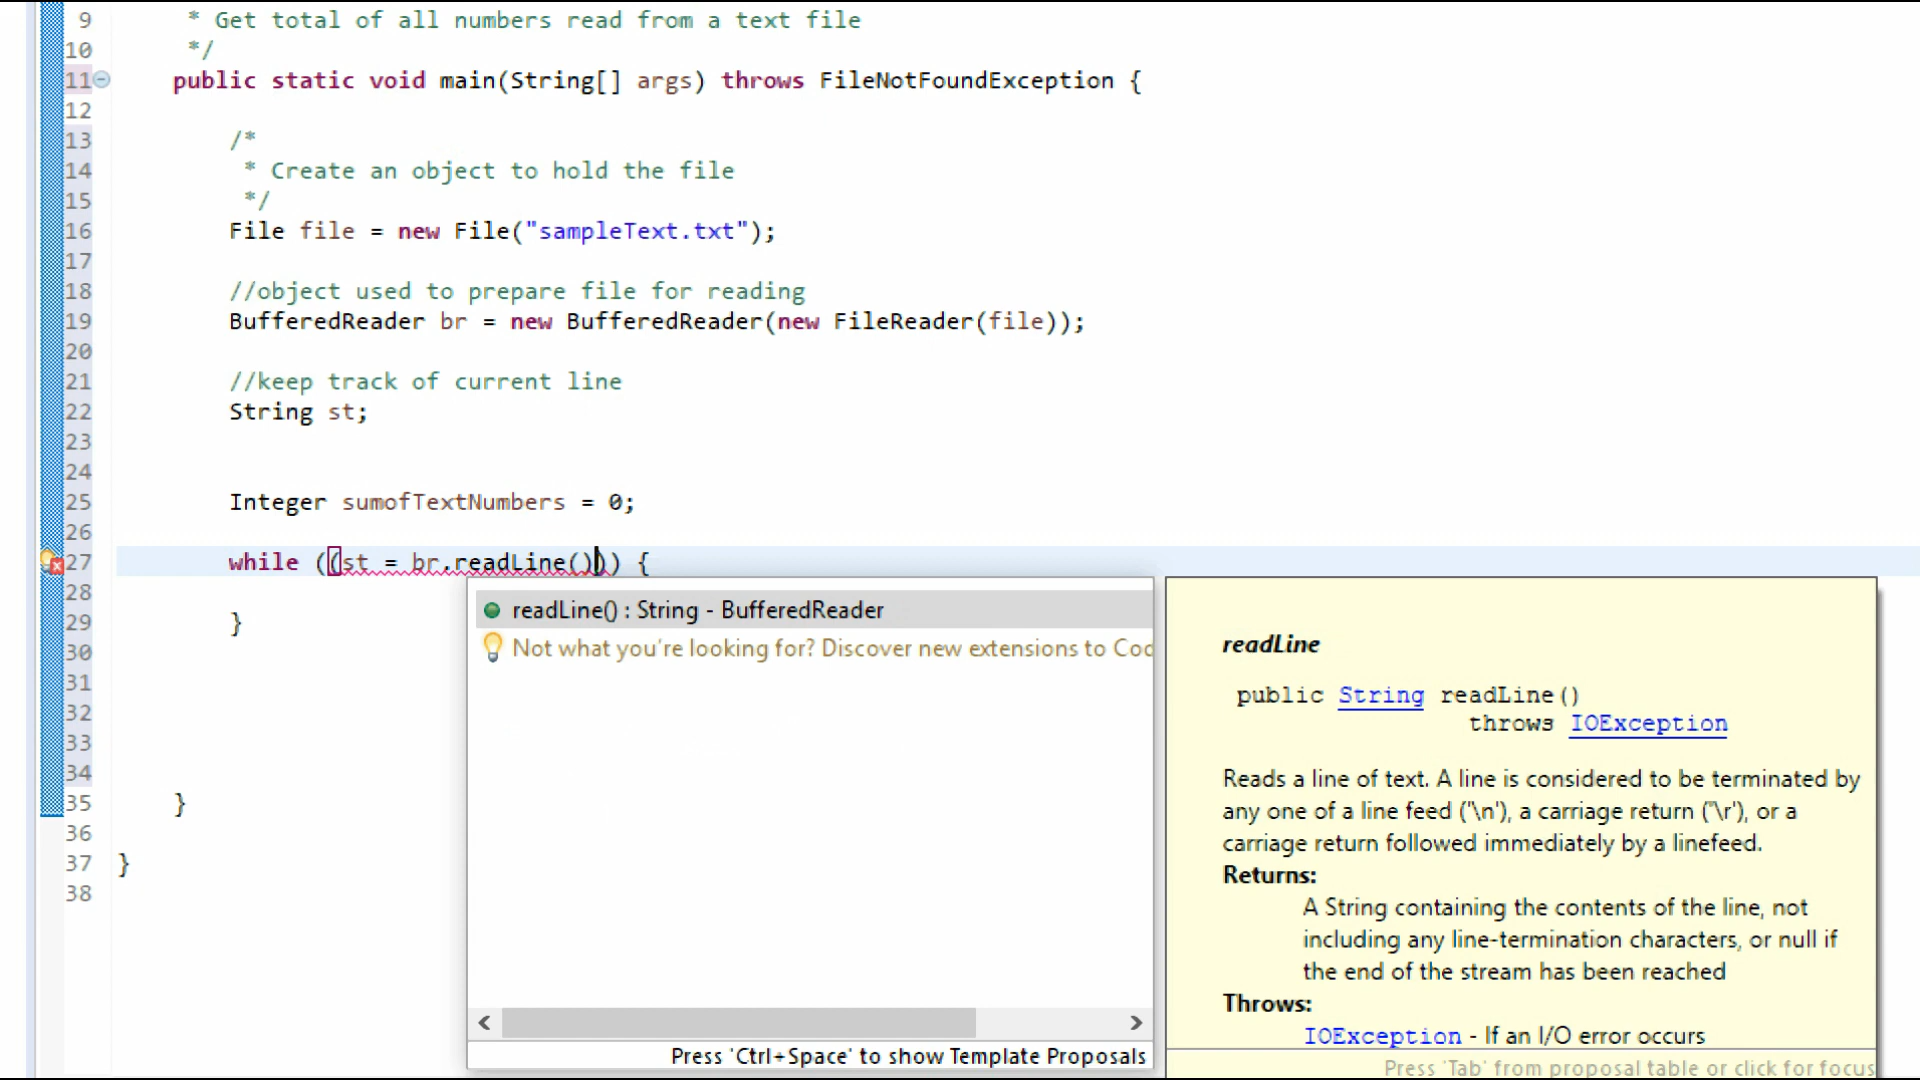 9 * Get total of all numbers read from a text file
10 */
11 public static void main(String[] args) throws FileNotFoundException {
12
13 /*
14 * Create an object to hold the file
15 */
16 File file = new File("sampleText.txt");
17
18 //object used to prepare file for reading
19 BufferedReader br = new BufferedReader(new FileReader(file));
20
21 //keep track of current line
22 String st;
23
24
25 Integer sumofTextNumbers = 0;
26
27 while ((st = br.readLine())) {
28
29 }
30
31
32
33
34
35 }
36
37 }
38
readLine() : String - BufferedReader
Not what you're looking for? Discover new extensions to Coc
Press 'Ctrl+Space' to show Template Proposals
readLine
public String readLine()
throws IOException
Reads a line of text. A line is considered to be terminated by
any one of a line feed ('\n'), a carriage return ('\r'), or a
carriage return followed immediately by a linefeed.
Returns:
A String containing the contents of the line, not
including any line-termination characters, or null if
the end of the stream has been reached
Throws:
IOException - If an I/O error occurs
Press 'Tab' from proposal table or click for focus